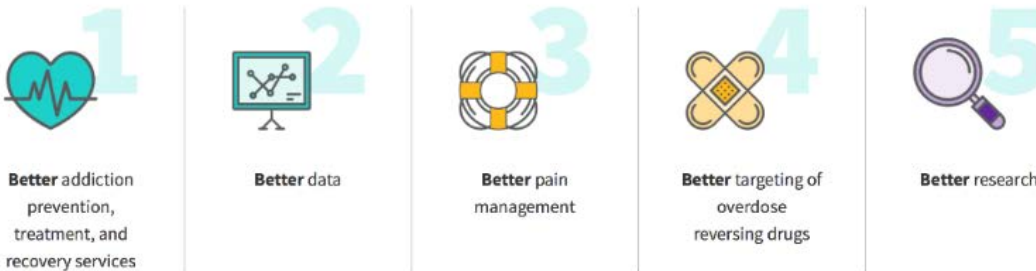 1
2
3
4
5
Better addiction
prevention,
treatment, and
recovery services
Better data
Better pain
management
Better targeting of
overdose
reversing drugs
Better research